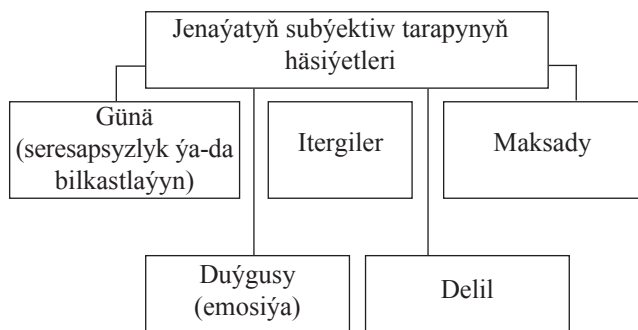 Jenaýatyň subýektiw tarapynyň
häsiýetleri
Günä
(seresapsyzlyk ýa-da
bilkastlaýyn)
Itergiler
Maksady
Duýgusy
(emosiýa)
Delil